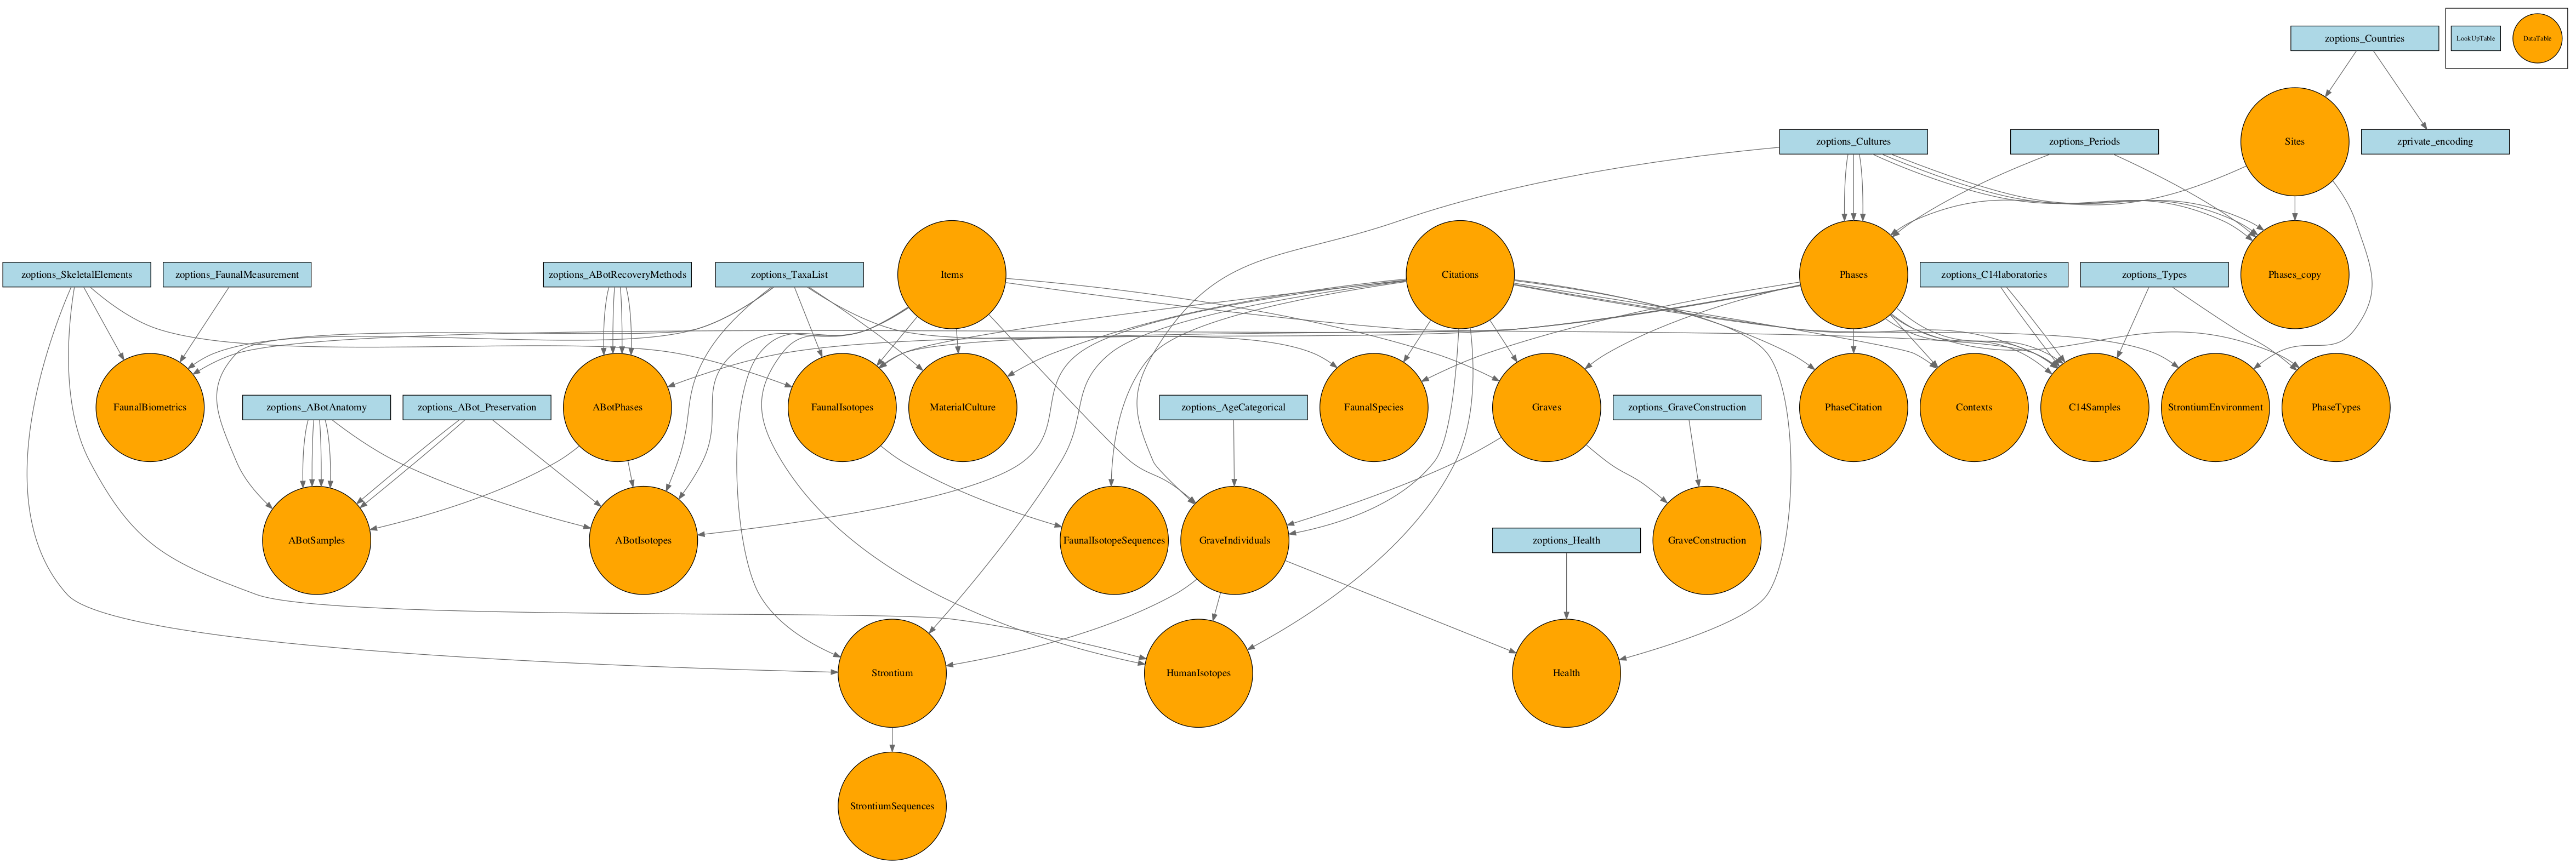 zoptions_Countries
LookUpTable
DataTable
zoptions_Cultures
zoptions_Periods
Sites
zprivate_encoding
zoptions_SkeletalElements
zoptions_FaunalMeasurement
zoptions_ABotRecoveryMethods
zoptions_TaxaList
Items
Citations
Phases
zoptions_C14laboratories
zoptions_Types
Phases_copy
FaunalBiometrics
zoptions_ABotAnatomy
zoptions_ABot_Preservation
ABotPhases
FaunalIsotopes
MaterialCulture
zoptions_AgeCategorical
FaunalSpecies
Graves
zoptions_GraveConstruction
PhaseCitation
Contexts
C14Samples
StrontiumEnvironment
PhaseTypes
ABotSamples
ABotIsotopes
FaunalIsotopeSequences
GraveIndividuals
zoptions_Health
GraveConstruction
Strontium
HumanIsotopes
Health
StrontiumSequences